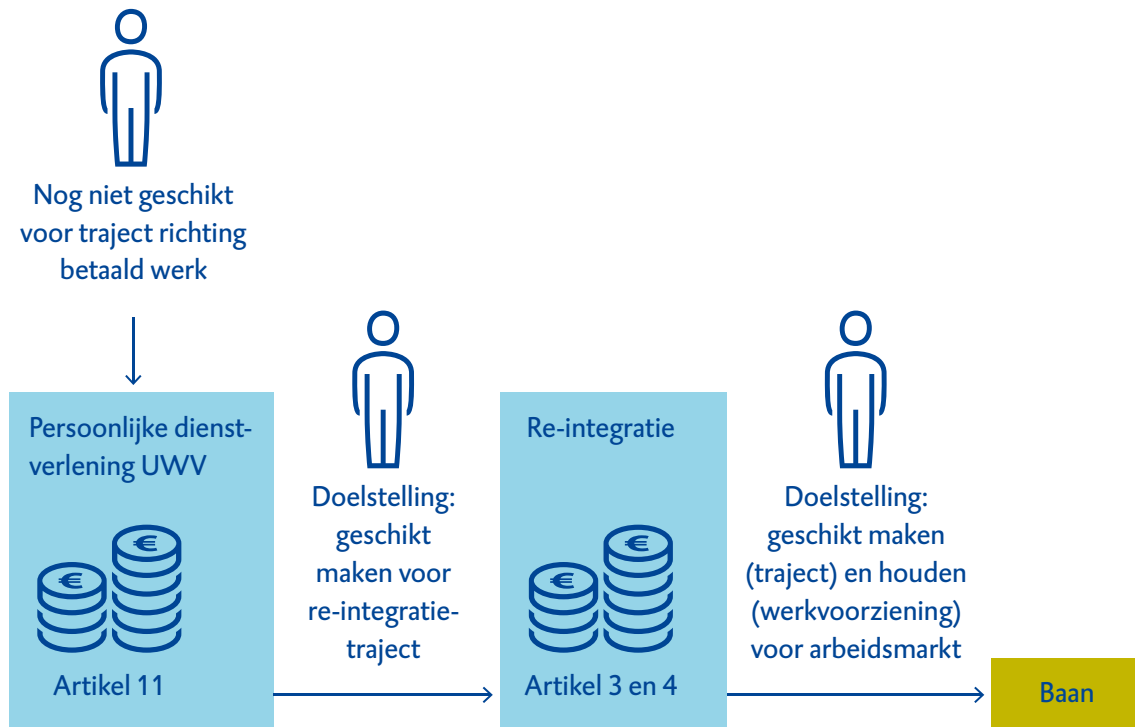 Nog niet geschikt
voor traject richting
betaald werk
Persoonlijke dienst-
verlening UWV
€
€
Artikel 11
Doelstelling:
geschikt
maken voor
re-integratie-
traject
Re-integratie
€
€
Artikel 3 en 4
Doelstelling:
geschikt maken
(traject) en houden
(werkvoorziening)
voor arbeidsmarkt
Baan